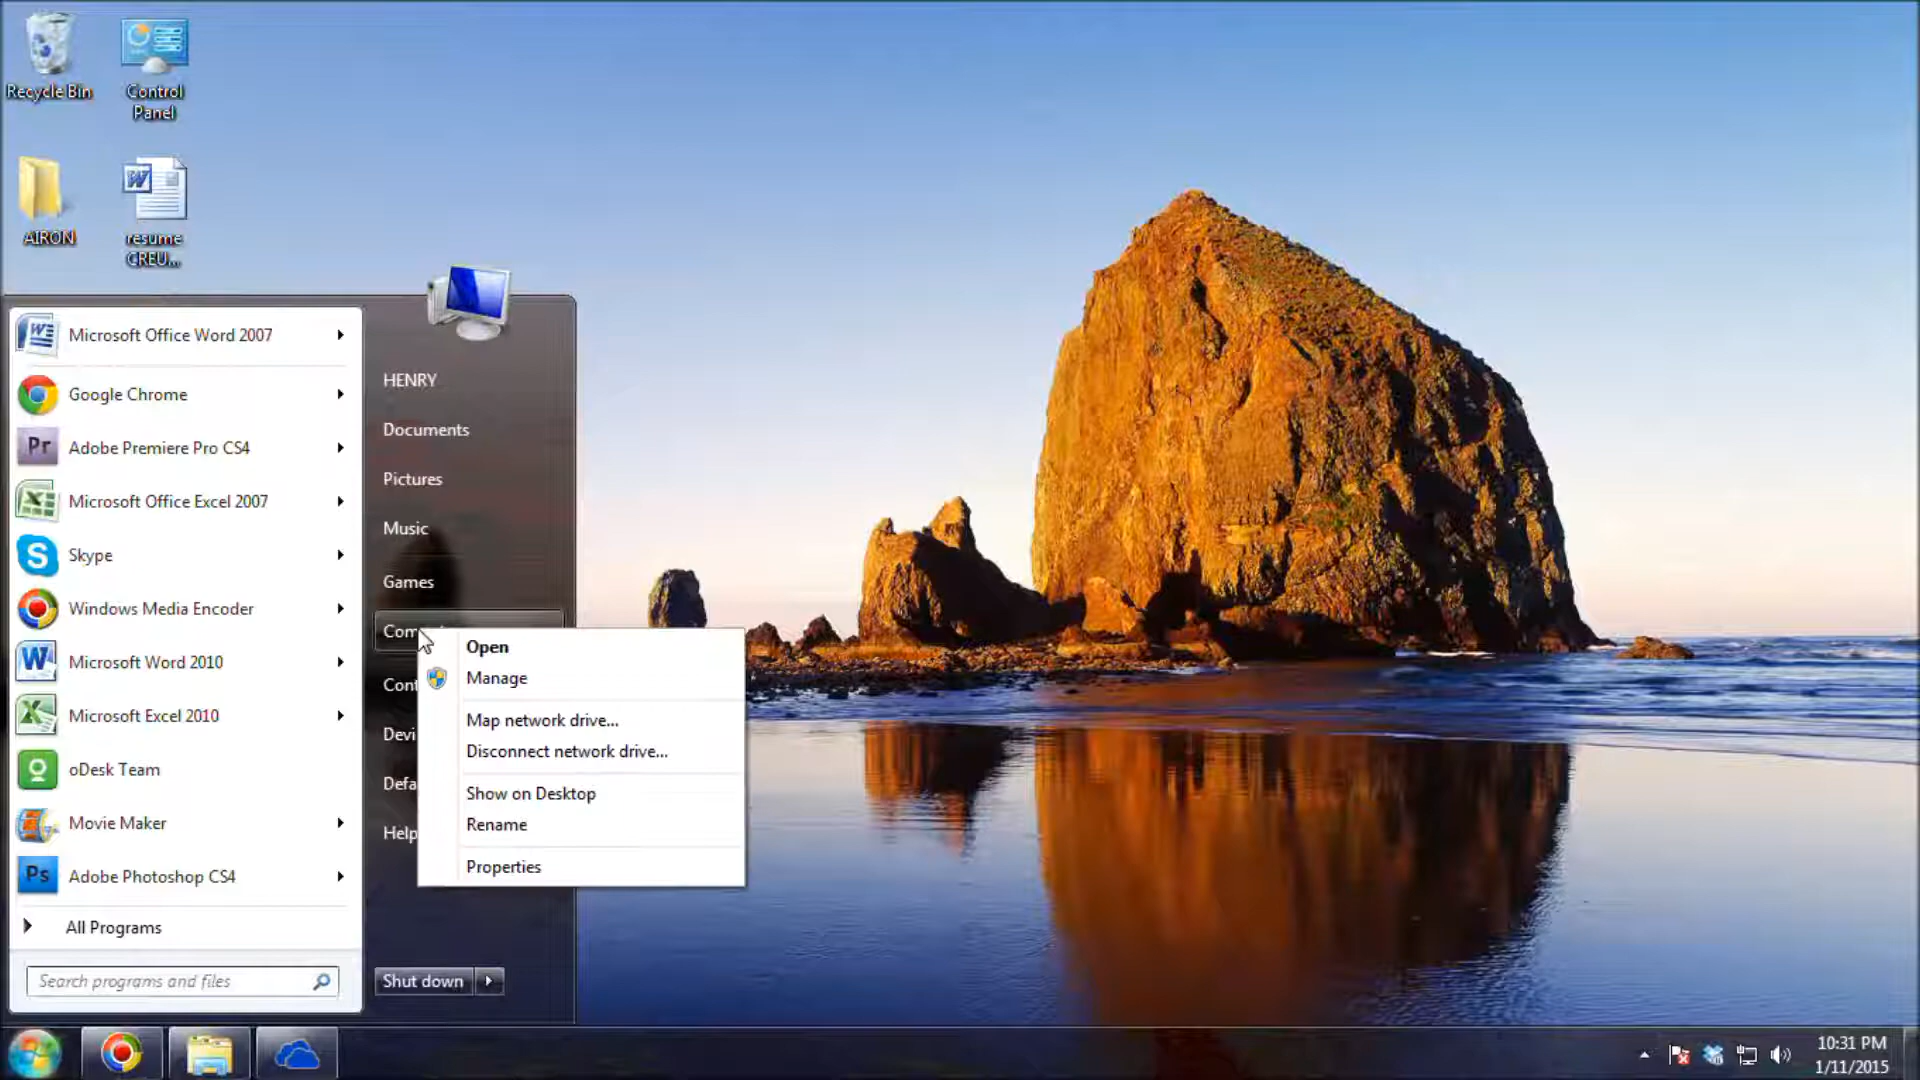 Recycle Bin
Control
Panel
AIRON
resume
CREU...
Microsoft Office Word 2007
Google Chrome
Adobe Premiere Pro CS4
Pr
Microsoft Office Excel 2007
Skype
Windows Media Encoder
Microsoft Word 2010
Microsoft Excel 2010
oDesk Team
Movie Maker
Adobe Photoshop CS4
Ps
All Programs
Search programs and files
HENRY
Documents
Pictures
Music
Games
Com
Cont
Devi
Defa
Help
Open
Manage
Map network drive...
Disconnect network drive...
Show on Desktop
Rename
Properties
Shut down
10:31 PM
1/11/2015